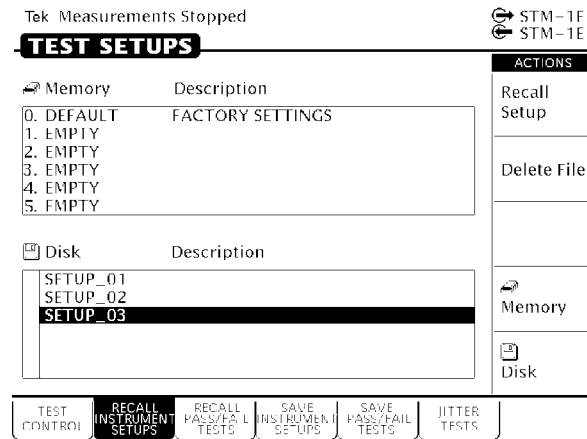 Tek Measurements Stopped
STM-1E
STM-1E
TEST SETUPS
ACTIONS
Memory Description
0. DEFAULT FACTORY SETTINGS
1. EMPTY
2. EMPTY
3. EMPTY
4. EMPTY
5. EMPTY
Disk Description
SETUP_01
SETUP_02
SETUP_03
Recall
Setup
Delete File
Memory
Disk
TEST
CONTROL
RECALL
INSTRUMENT
SETUPS
RECALL
PASS/FAIL
TESTS
SAVE
INSTRUMENT
SETUPS
SAVE
PASS/FAIL
TESTS
JITTER
TESTS